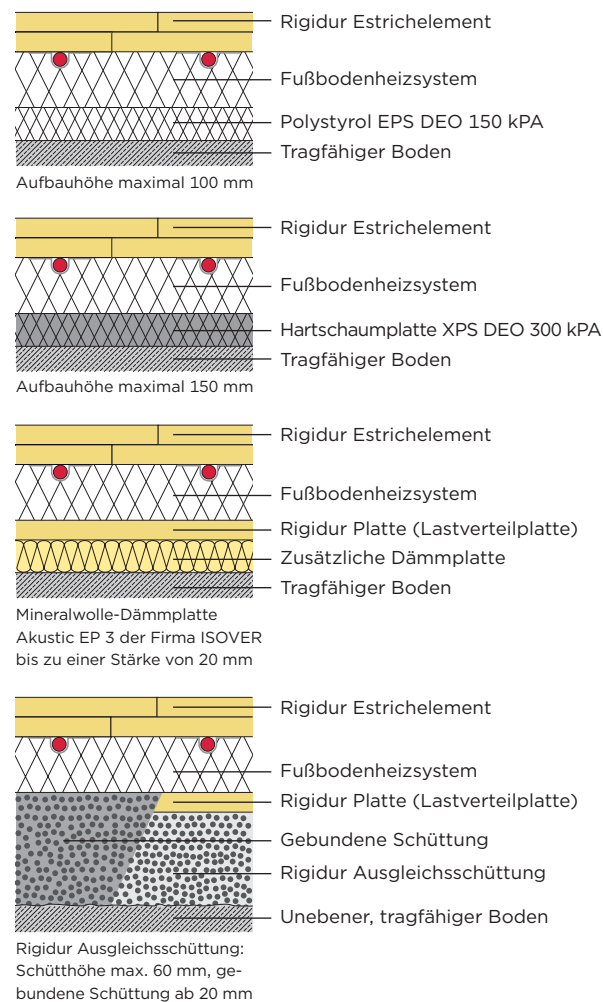 Rigidur Estrichelement
Fußbodenheizsystem
Polystyrol EPS DEO 150 kPA
Tragfähiger Boden
Aufbauhöhe maximal 100 mm
Rigidur Estrichelement
Fußbodenheizsystem
Hartschaumplatte XPS DEO 300 kPA
Tragfähiger Boden
Aufbauhöhe maximal 150 mm
Rigidur Estrichelement
Fußbodenheizsystem
Rigidur Platte (Lastverteilplatte)
Zusätzliche Dämmplatte
Tragfähiger Boden
Mineralwolle-Dämmplatte
Akustic EP 3 der Firma ISOVER
bis zu einer Stärke von 20 mm
Rigidur Estrichelement
Fußbodenheizsystem
Rigidur Platte (Lastverteilplatte)
Gebundene Schüttung
Rigidur Ausgleichsschüttung
Unebener, tragfähiger Boden
Rigidur Ausgleichsschüttung:
Schütthöhe max. 60 mm, ge-
bundene Schüttung ab 20 mm